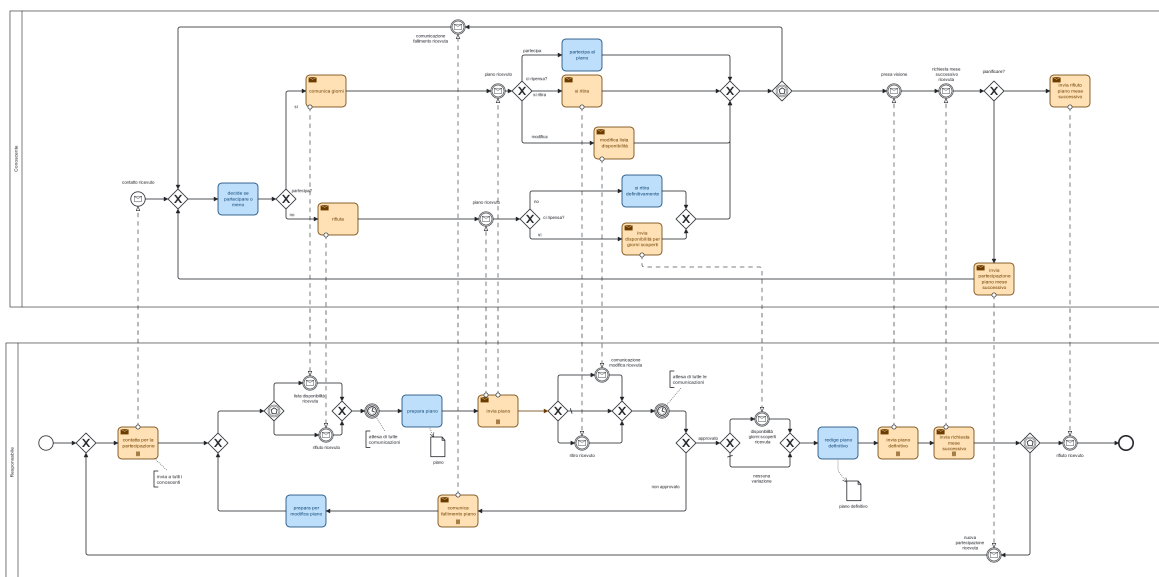 Conoscente
comunicazione
fallimento ricevuta
contatto ricevuto
decide se
partecipare o
meno
partecipa?
si
no
comunica giorni
rifiuta
piano ricevuto
ci ripensa?
partecipa
si ritira
modifica
partecipa al
piano
si ritira
modifica lista
disponibilità
piano ricevuto
ci ripensa?
no
si
si ritira
definitivamente
invia
disponibilità per
giorni scoperti
presa visione
richiesta mese
successivo
ricevuta
pianificare?
invia rifiuto
piano mese
successivo
invia
partecipazione
piano mese
successivo
Responsabile
contatta per la
partecipazione
invia a tutti i
conoscenti
lista disponibilità
ricevuta
rifiuto ricevuto
attesa di tutte
comunicazioni
prepara piano
piano
invia piano
comunicazione
modifica ricevuta
ritiro ricevuto
attesa di tutte le
comunicazioni
approvato
non approvato
disponibilità
giorni scoperti
ricevuta
nessuna
variazione
redige piano
definitivo
piano definitivo
invia piano
definitivo
invia richiesta
mese
successivo
rifiuto ricevuto
prepara per
modifica piano
comunica
fallimento piano
nuova
partecipazione
ricevuta